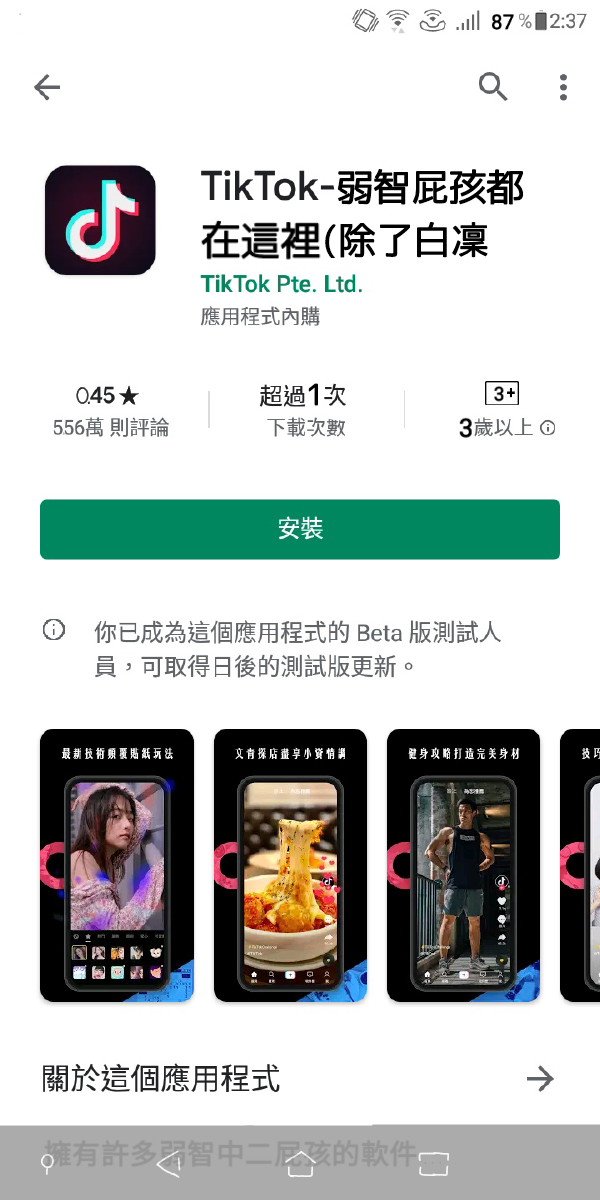 87 % 2:37
TikTok-弱智屁孩都
在這裡(除了白凜
TikTok Pte. Ltd.
應用程式內購
0.45★
556萬 則評論
超過1次
下載次數
3+
3歲以上
安裝
你已成為這個應用程式的 Beta 版測試人
員，可取得日後的測試版更新。
最新技術顛覆貼紙玩法
文青探店盡享小資情調
健身攻略打造完美身材
技巧
關於這個應用程式
擁有許多弱智中二屁孩的軟件...